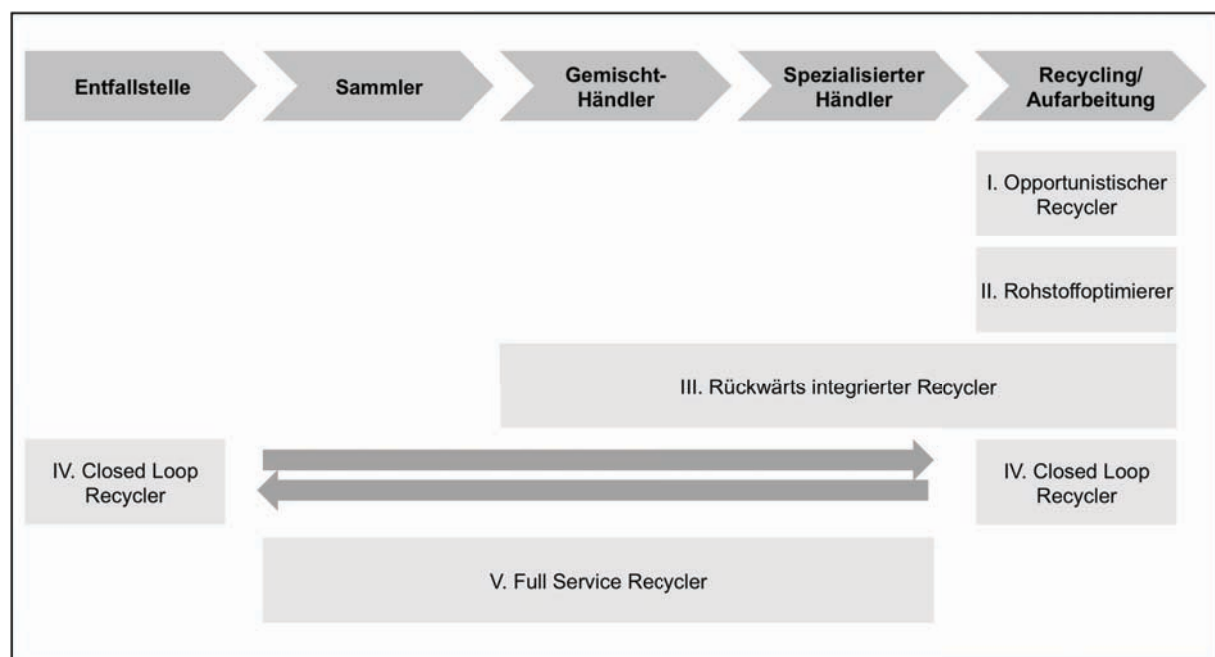 Entfallstelle
Sammler
Gemischt-
Händler
Spezialisierter
Händler
Recycling/
Aufarbeitung
I. Opportunistischer
Recycler
II. Rohstoffoptimierer
III. Rückwärts integrierter Recycler
IV. Closed Loop
Recycler
IV. Closed Loop
Recycler
V. Full Service Recycler